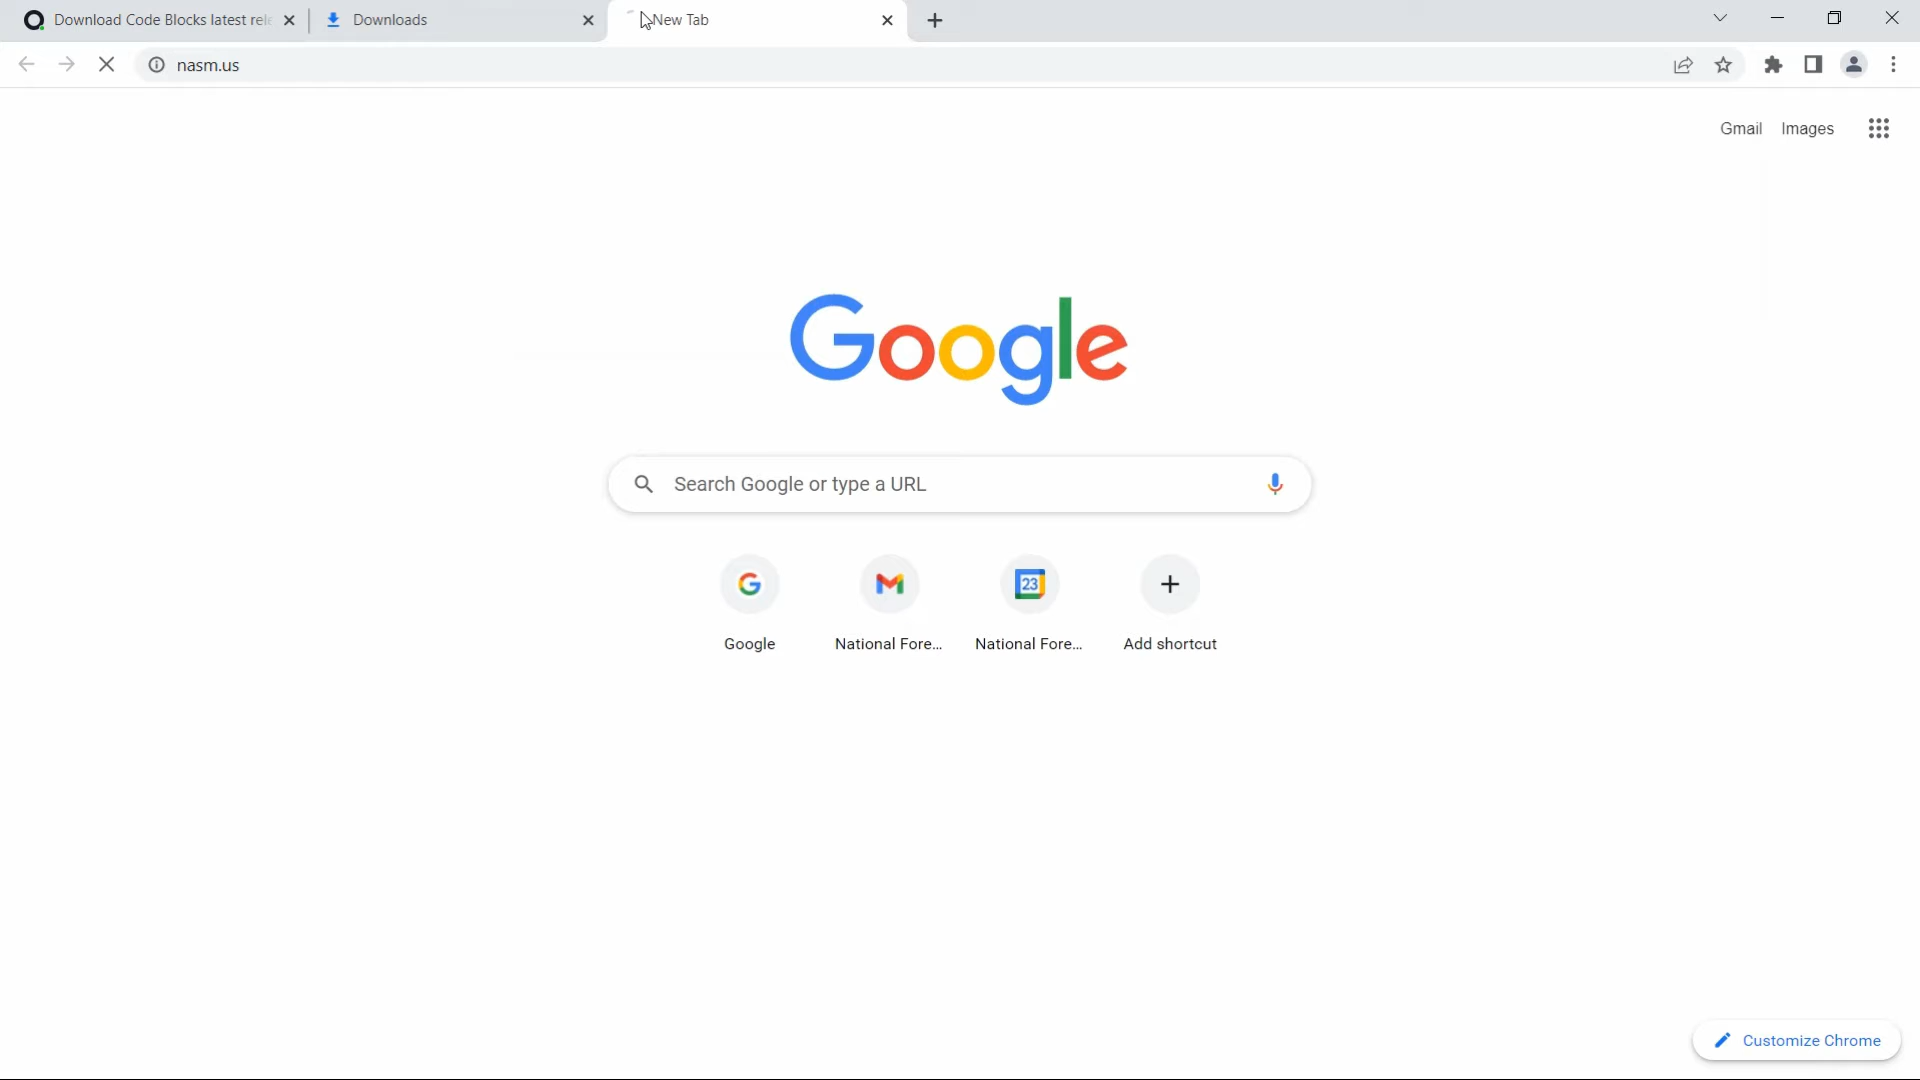 Download Code Blocks latest rele
Downloads
New Tab
nasm.us
Gmail
Images
Google
Search Google or type a URL
23
Google
National Fore...
National Fore...
Add shortcut
Customize Chrome